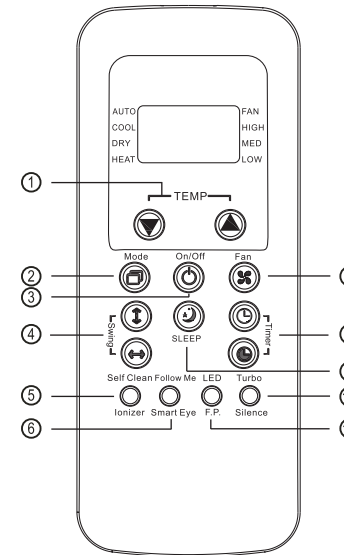 AUTO FAN
COOL HIGH
DRY MED
HEAT LOW
① TEMP
Mode On/Off Fan
②
③
④ Swing Timer
SLEEP
Self Clean Follow Me LED Turbo
⑤ Ionizer Smart Eye F.P. Silence
⑥